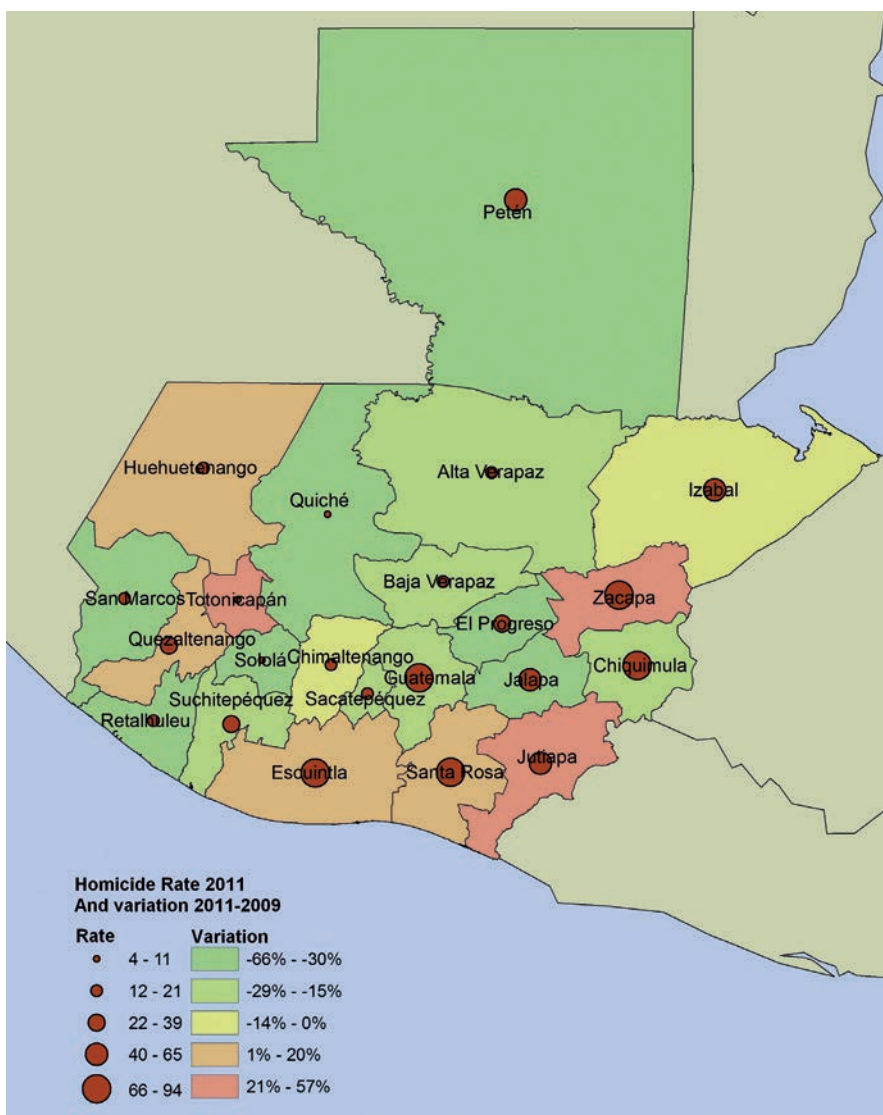 Petén
Huehuetenango
Quiché
Alta Verapaz
Izabal
San Marcos
Totonicapán
Baja Verapaz
Zacapa
El Progreso
Quezaltenango
Sololá
Chimaltenango
Guatemala
Jalapa
Chiquimula
Suchitepéquez
Sacatepéquez
Retalhuleu
Escuintla
Santa Rosa
Jutiapa
Homicide Rate 2011
And variation 2011-2009
Rate Variation
4 - 11 -66% - -30%
12 - 21 -29% - -15%
22 - 39 -14% - 0%
40 - 65 1% - 20%
66 - 94 21% - 57%